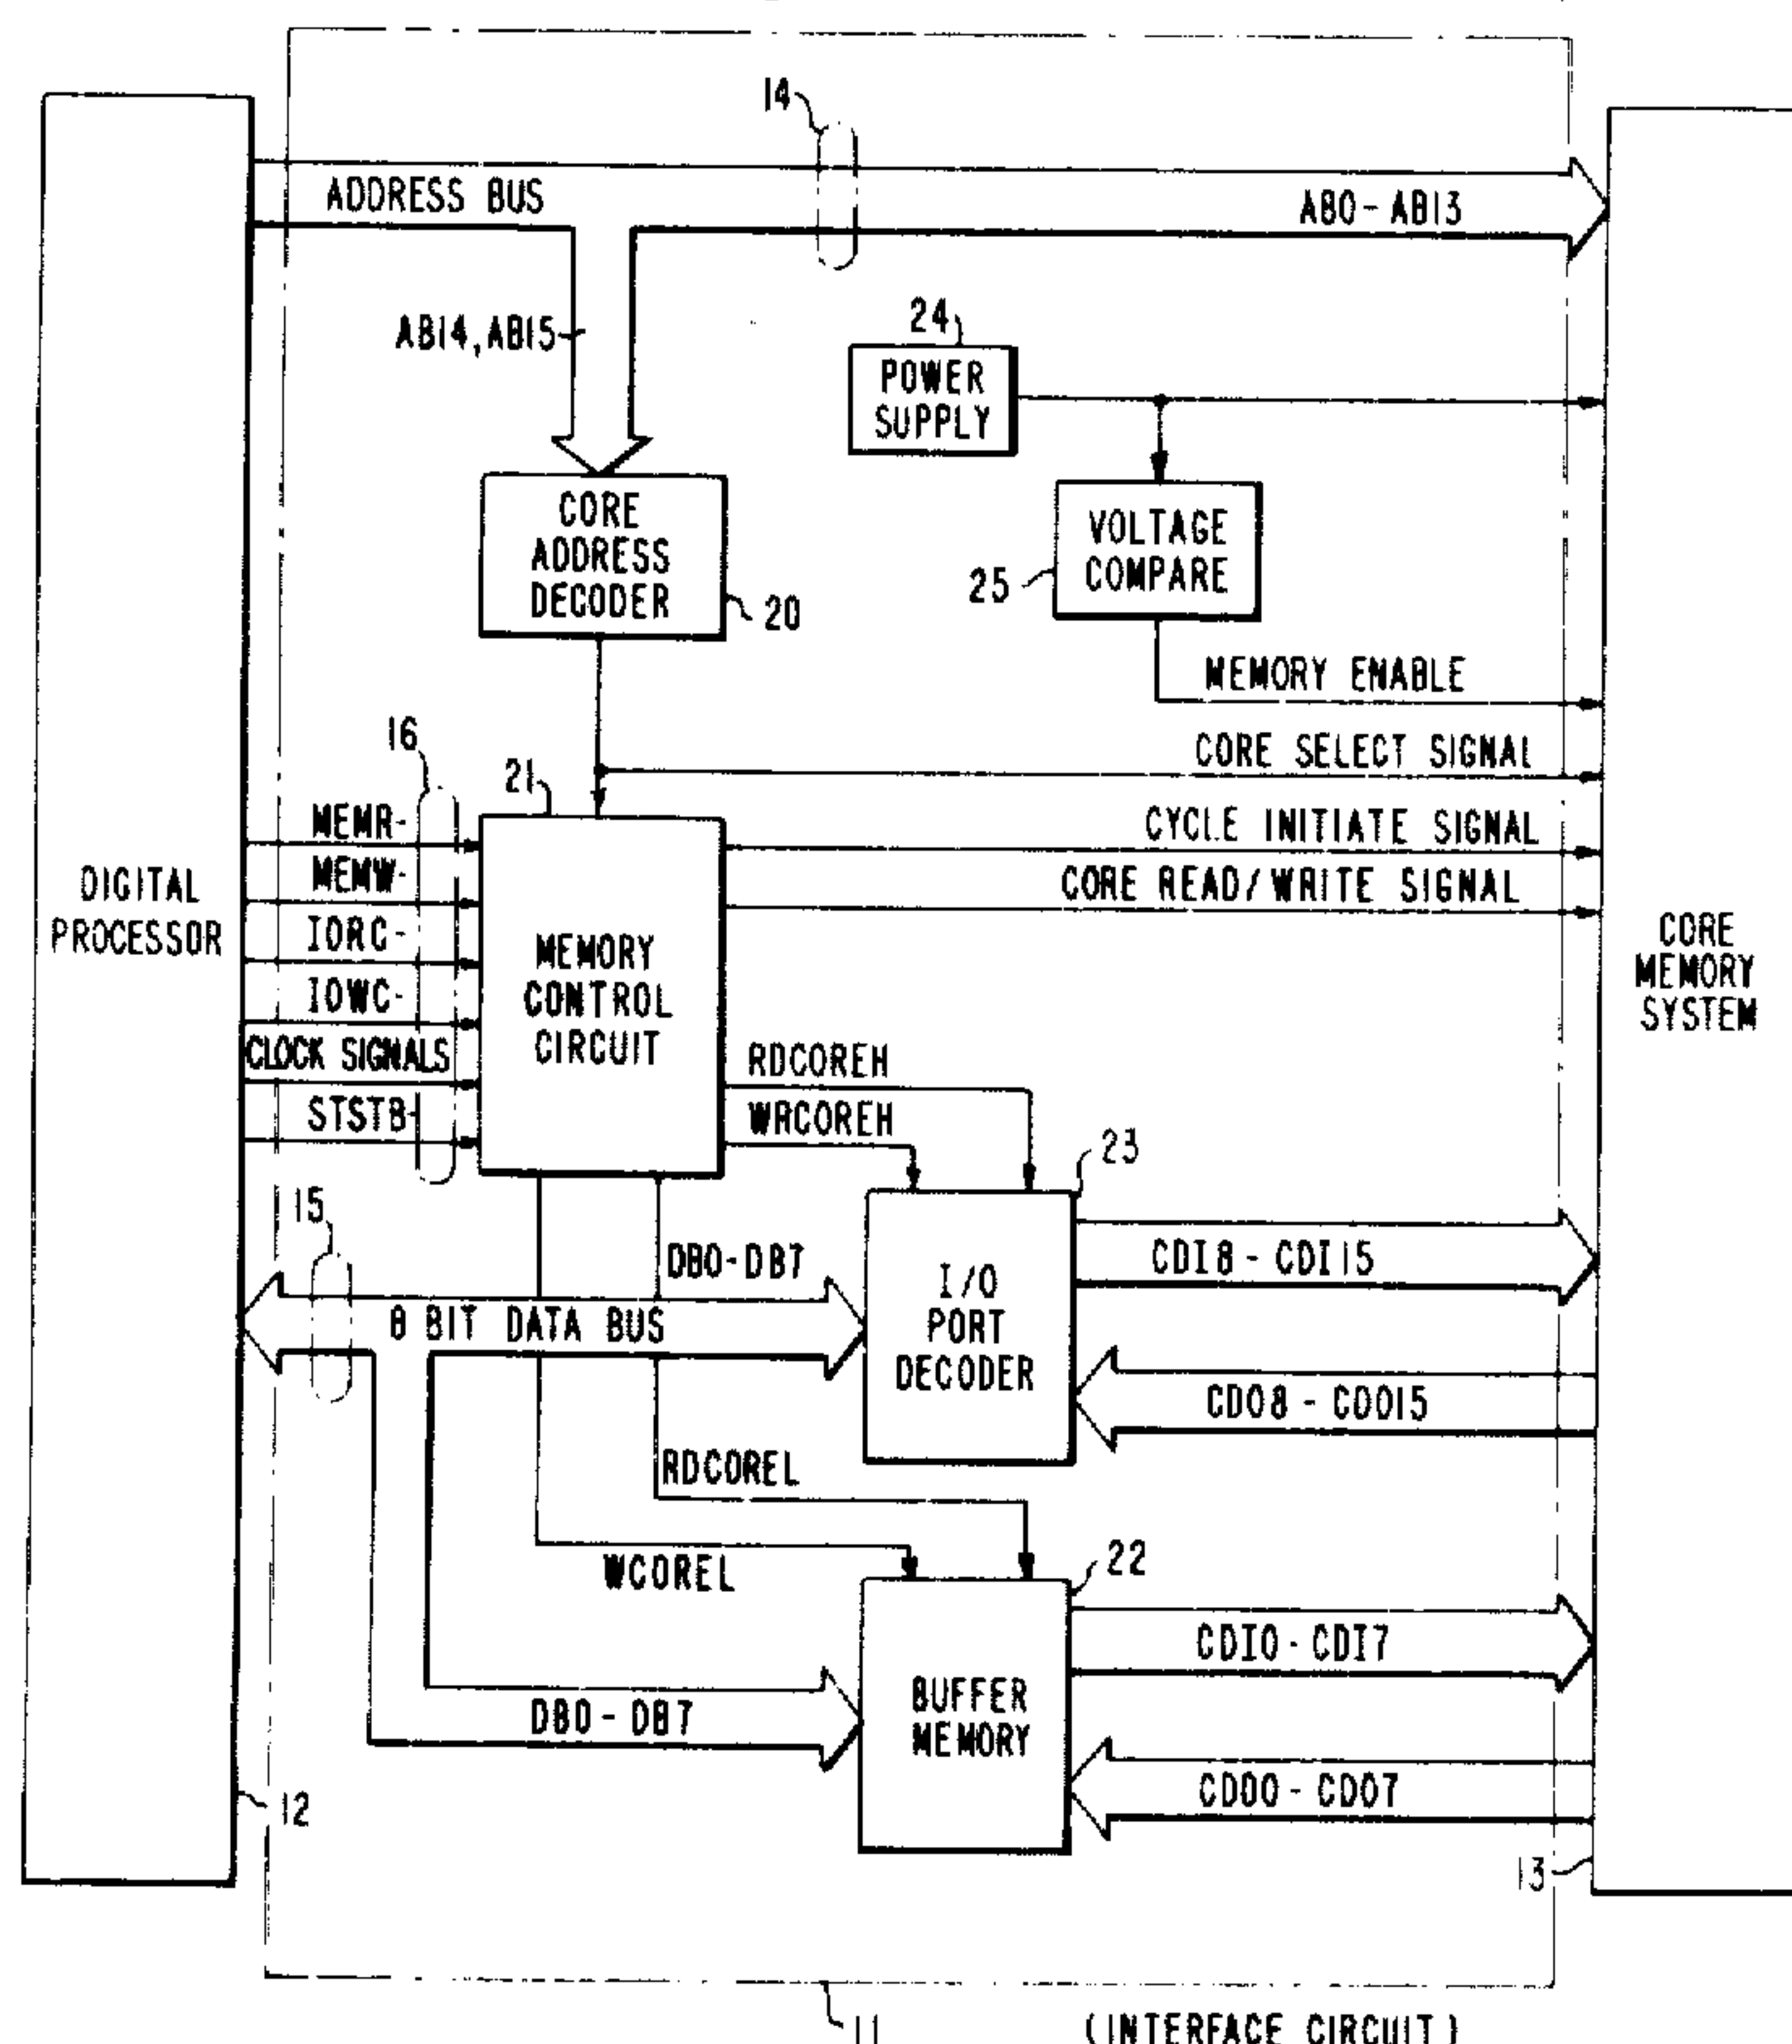 14
ADDRESS BUS
AB0 - AB13
AB14, AB15
24
POWER
SUPPLY
CORE
ADDRESS
DECODER
20
VOLTAGE
COMPARE
25
MEMORY ENABLE
CORE SELECT SIGNAL
16
21
MEMR-
MEMW-
IORC-
IOWC-
CLOCK SIGNALS
STSTB-
CYCLE INITIATE SIGNAL
CORE READ/WRITE SIGNAL
DIGITAL
PROCESSOR
MEMORY
CONTROL
CIRCUIT
CORE
MEMORY
SYSTEM
RDCOREH
WRCOREH
23
15
DB0-DB7
8 BIT DATA BUS
I/O
PORT
DECODER
CDI8 - CDI15
CDO8 - CDO15
RDCOREL
WCOREL
22
CDI0 - CDI7
BUFFER
MEMORY
DB0 - DB7
CDO0 - CDO7
12
13
11
(INTERFACE CIRCUIT)